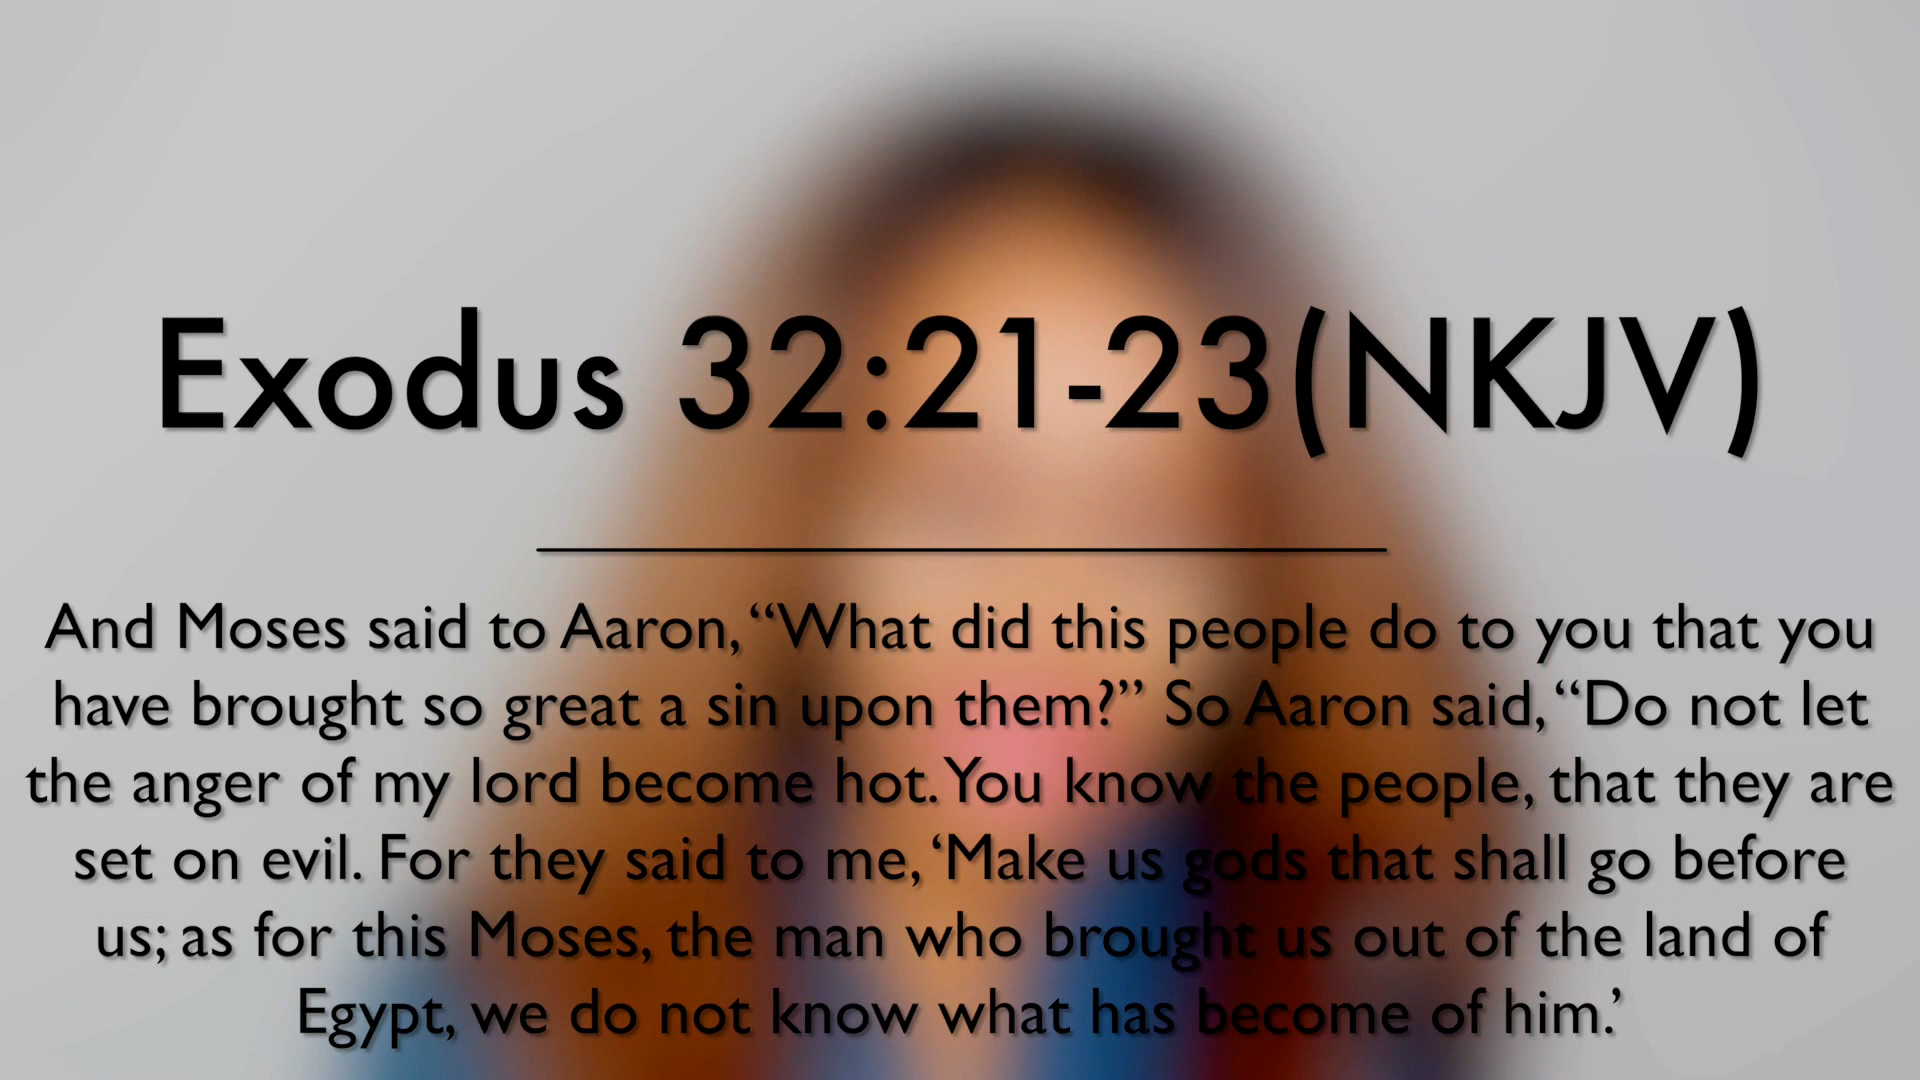 Exodus 32:21-23(NKJV)
And Moses said to Aaron, “What did this people do to you that you
have brought so great a sin upon them?” So Aaron said, “Do not let
the anger of my lord become hot. You know the people, that they are
set on evil. For they said to me, ‘Make us gods that shall go before
us; as for this Moses, the man who brought us out of the land of
Egypt, we do not know what has become of him.’